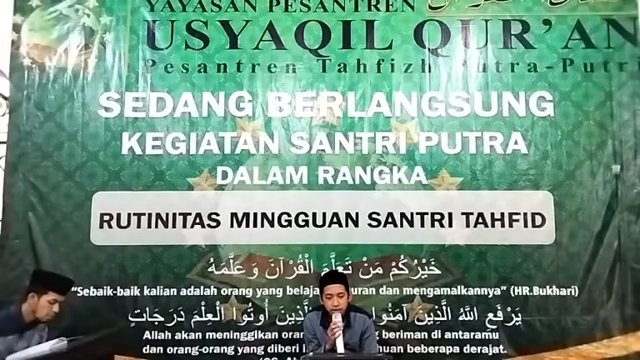 YAYASAN PESANTREN
USYAQIL QUR'AN
Pesantren Tahfizh Putra-Putri
SEDANG BERLANGSUNG
KEGIATAN SANTRI PUTRA
DALAM RANGKA
RUTINITAS MINGGUAN SANTRI TAHFID
خَيْرُكُمْ مَنْ تَعَلَّمَ الْقُرْآنَ وَعَلَّمَهُ
"Sebaik-baik kalian adalah orang yang belaja uran dan mengamalkannya" (HR.Bukhari)
يَرْفَعِ اللَّهُ الَّذِينَ آمَنُوا الَّذِينَ أُوتُوا الْعِلْمَ دَرَجَاتٍ
Allah akan meninggikan orang beriman di antaramu
dan orang-orang yang diberi huan beberapa derajat.